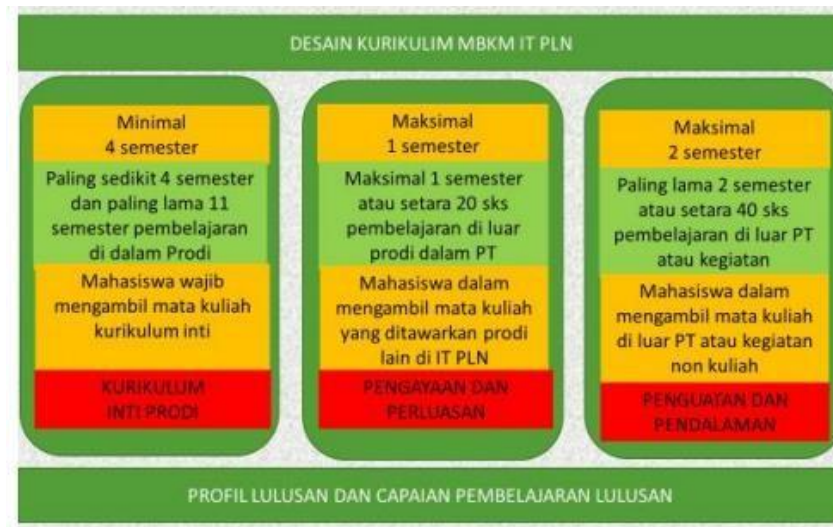 DESAIN KURIKULIM MBKM IT PLN
Minimal
4 semester
Paling sedikit 4 semester
dan paling lama 11
semester pembelajaran
di dalam Prodi
Mahasiswa wajib
mengambil mata kuliah
kurikulum inti
KURIKULUM
INTI PRODI
Maksimal
1 semester
Maksimal 1 semester
atau setara 20 sks
pembelajaran di luar
prodi dalam PT
Mahasiswa dalam
mengambil mata kuliah
yang ditawarkan prodi
lain di IT PLN
PENGAYAAN DAN
PERLUASAN
Maksimal
2 semester
Paling lama 2 semester
atau setara 40 sks
pembelajaran di luar PT
atau kegiatan
Mahasiswa dalam
mengambil mata kuliah
di luar PT atau kegiatan
non kuliah
PENGUATAN DAN
PENDALAMAN
PROFIL LULUSAN DAN CAPAIAN PEMBELAJARAN LULUSAN